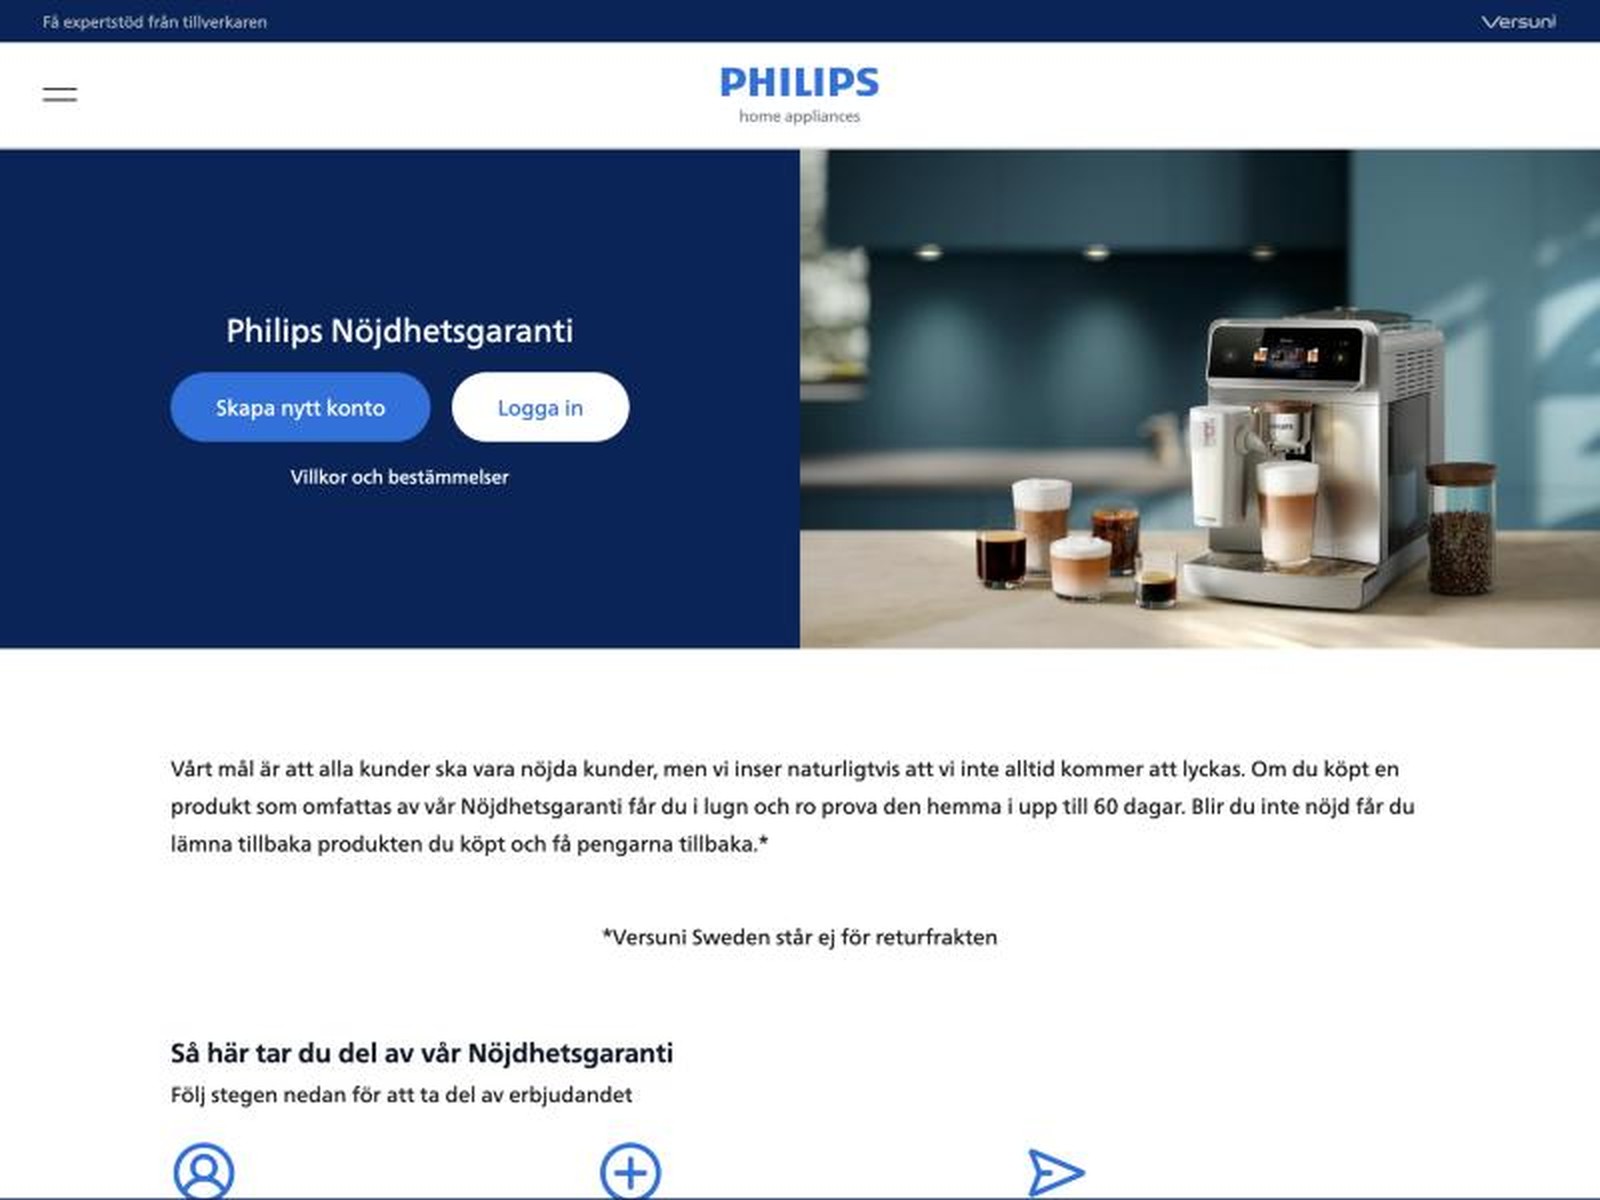 Få expertstöd från tillverkaren
Versuni
PHILIPS
home appliances
Philips Nöjdhetsgaranti
Skapa nytt konto
Logga in
Villkor och bestämmelser
Vårt mål är att alla kunder ska vara nöjda kunder, men vi inser naturligtvis att vi inte alltid kommer att lyckas. Om du köpt en
produkt som omfattas av vår Nöjdhetsgaranti får du i lugn och ro prova den hemma i upp till 60 dagar. Blir du inte nöjd får du
lämna tillbaka produkten du köpt och få pengarna tillbaka.*
*Versuni Sweden står ej för returfrakten
Så här tar du del av vår Nöjdhetsgaranti
Följ stegen nedan för att ta del av erbjudandet